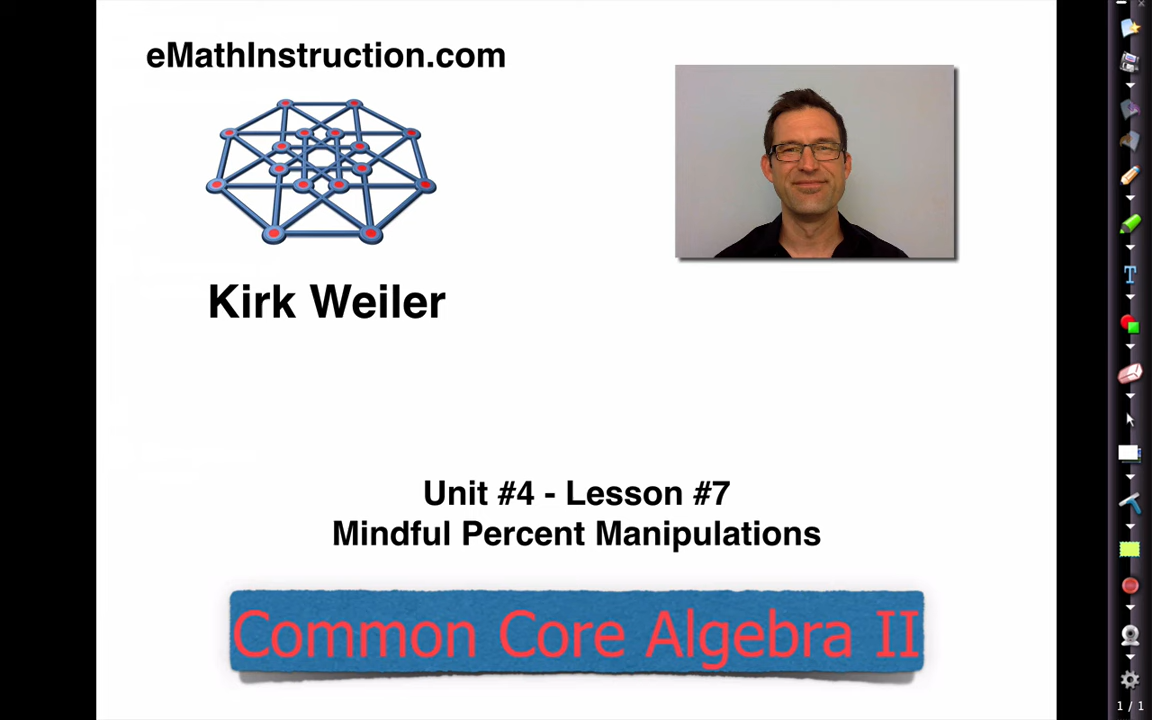 eMathInstruction.com
Kirk Weiler
Unit #4 - Lesson #7
Mindful Percent Manipulations
Common Core Algebra II
T
1 / 1